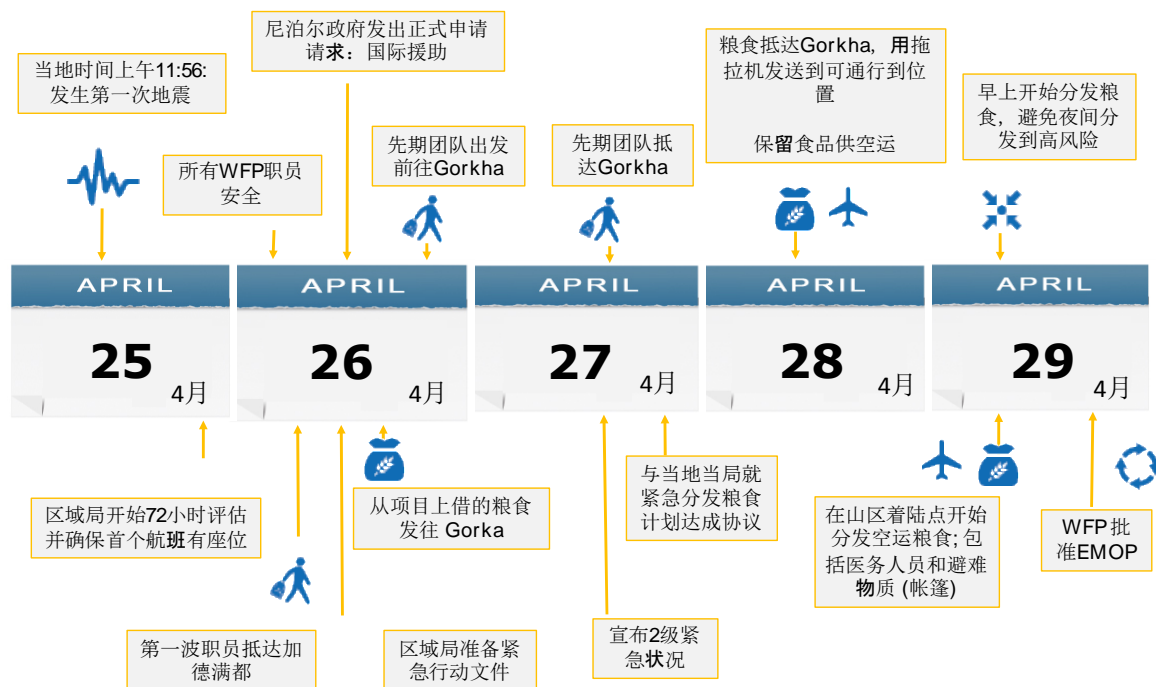 尼泊尔政府发出正式申请
请求：国际援助
当地时间上午11:56:
发生第一次地震
所有WFP职员
安全
先期团队出发
前往Gorkha
先期团队抵
达Gorkha
粮食抵达Gorkha，用拖
拉机发送到可通行到位
置
保留食品供空运
早上开始分发粮
食，避免夜间分
发到高风险
APRIL
25
4月
APRIL
26
4月
APRIL
27
4月
APRIL
28
4月
APRIL
29
4月
区域局开始72小时评估
并确保首个航班有座位
第一波职员抵达加
德满都
从项目上借的粮食
发往 Gorka
区域局准备紧
急行动文件
与当地当局就
紧急分发粮食
计划达成协议
宣布2级紧
急状况
在山区着陆点开始
分发空运粮食; 包
括医务人员和避难
物质 (帐篷)
WFP 批
准EMOP